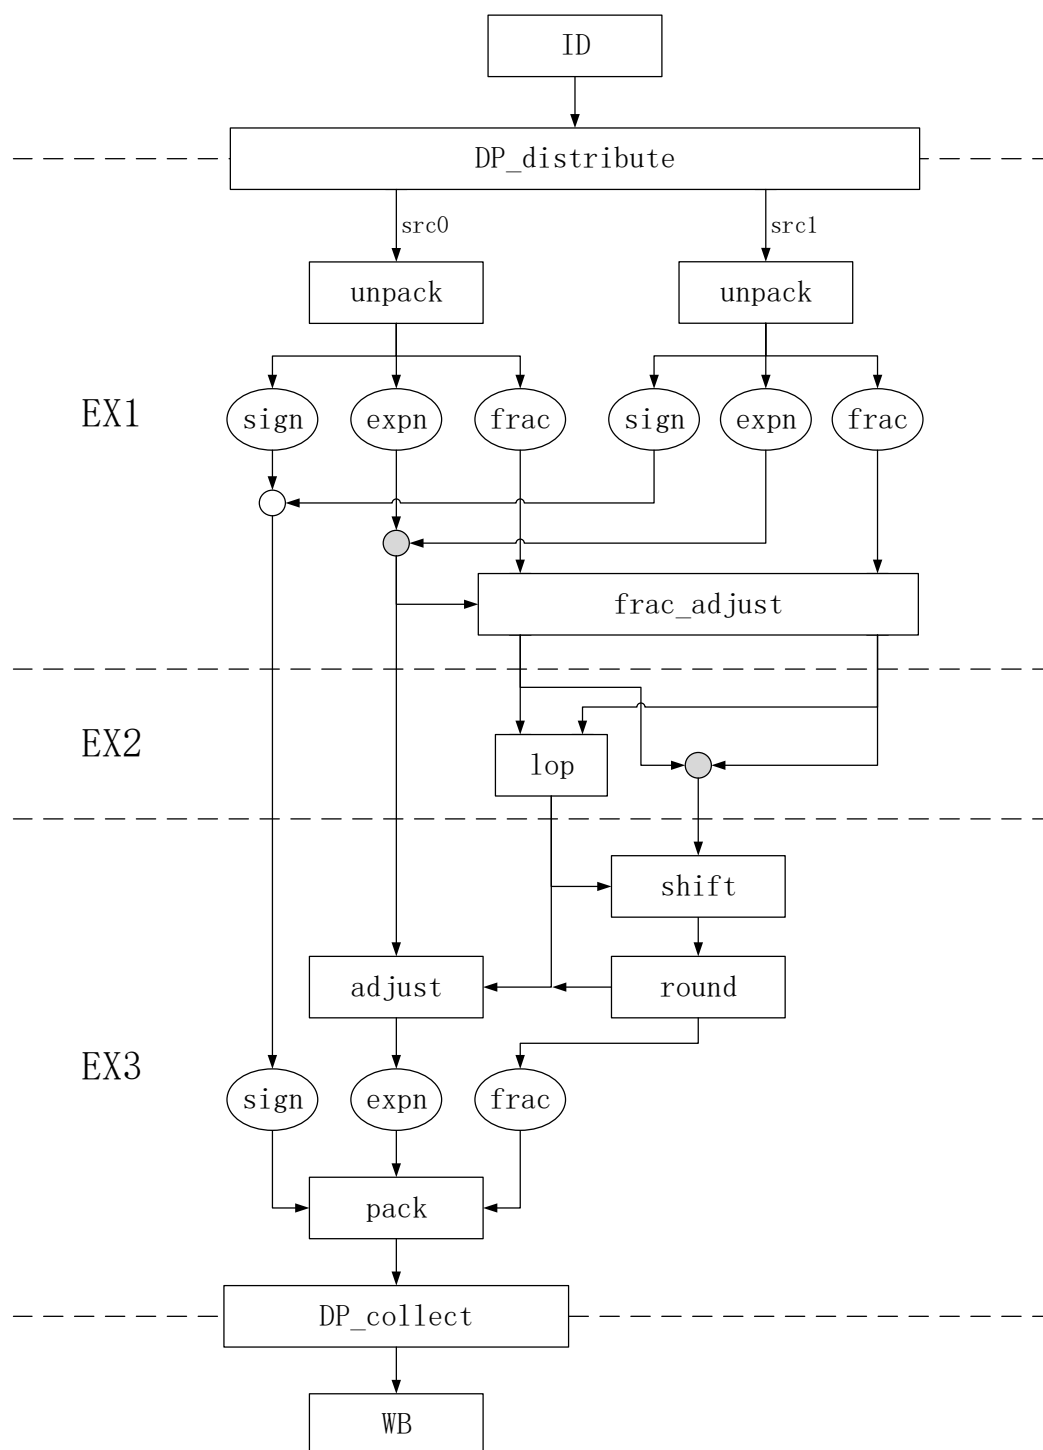 ID
DP_distribute
src0
src1
unpack
unpack
EX1
sign
expn
frac
sign
expn
frac
frac_adjust
EX2
lop
shift
adjust
round
EX3
sign
expn
frac
pack
DP_collect
WB